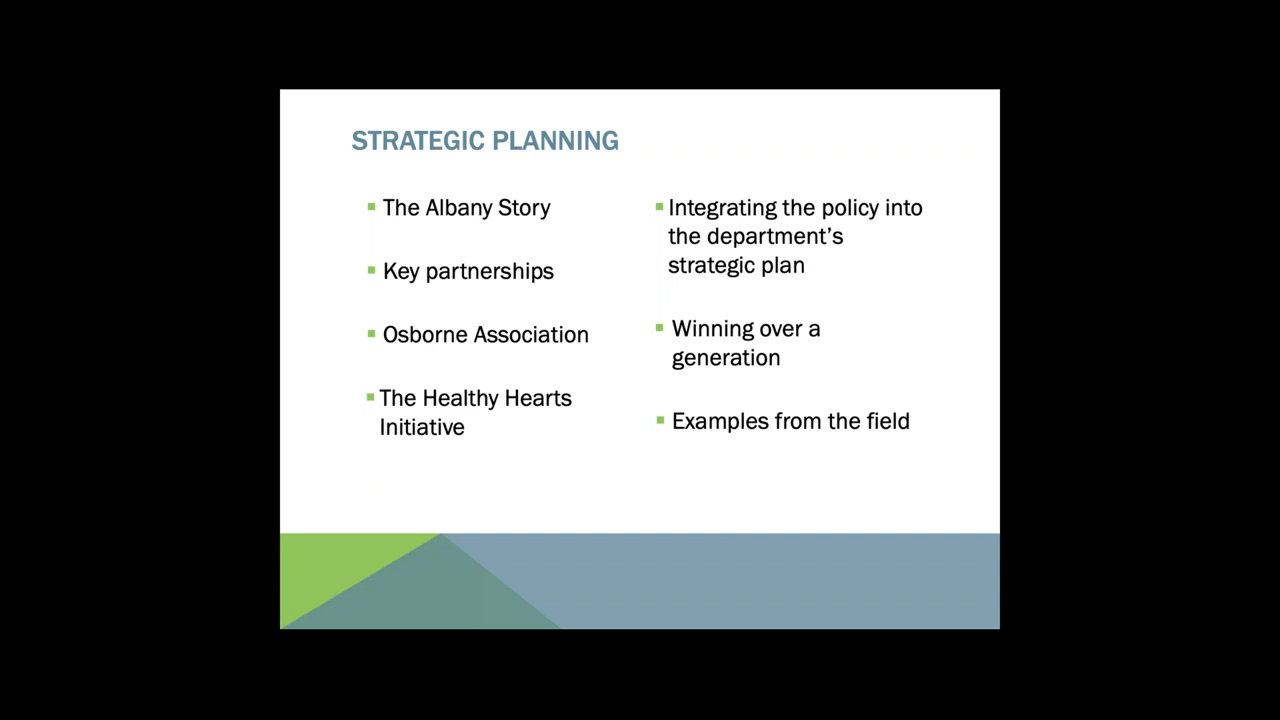 STRATEGIC PLANNING
The Albany Story
Key partnerships
Osborne Association
The Healthy Hearts
Initiative
Integrating the policy into
the department’s
strategic plan
Winning over a
generation
Examples from the field